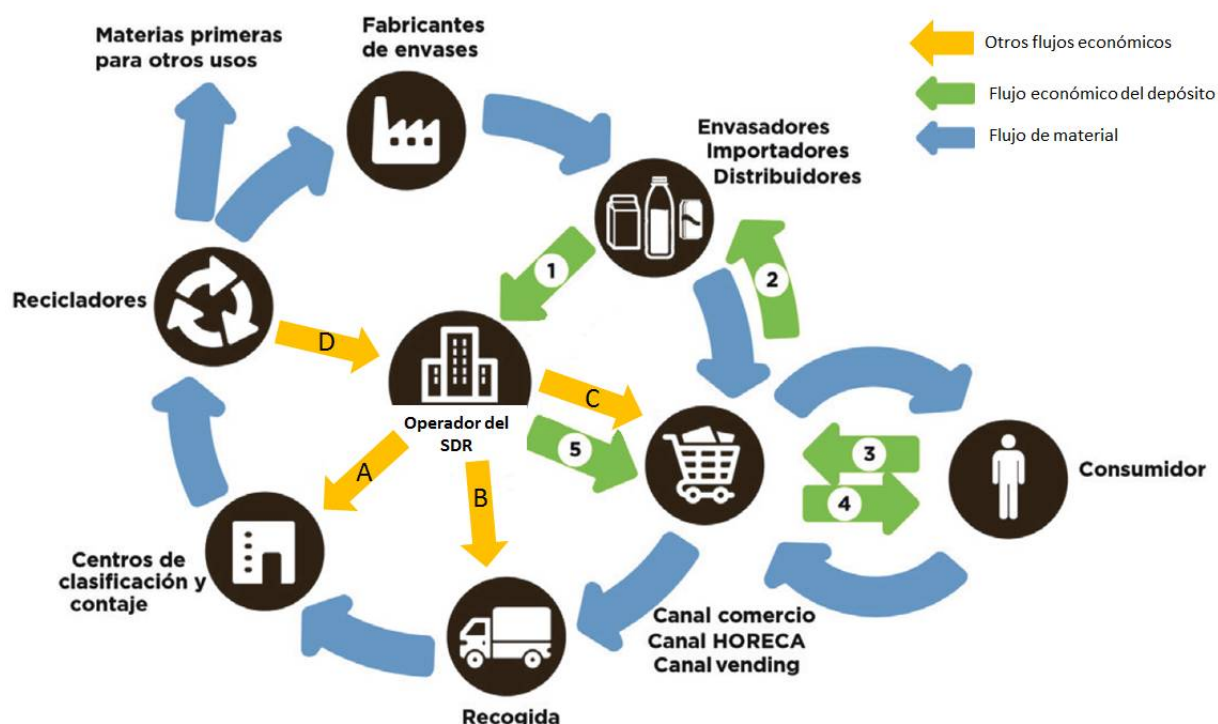 Materias primeras
para otros usos
Fabricantes
de envases
Otros flujos económicos
Flujo económico del depósito
Flujo de material
Envasadores
Importadores
Distribuidores
1
2
Recicladores
D
C
Operador del
SDR
5
3
4
Consumidor
A
B
Centros de
clasificación y
contaje
Canal comercio
Canal HORECA
Canal vending
Recogida